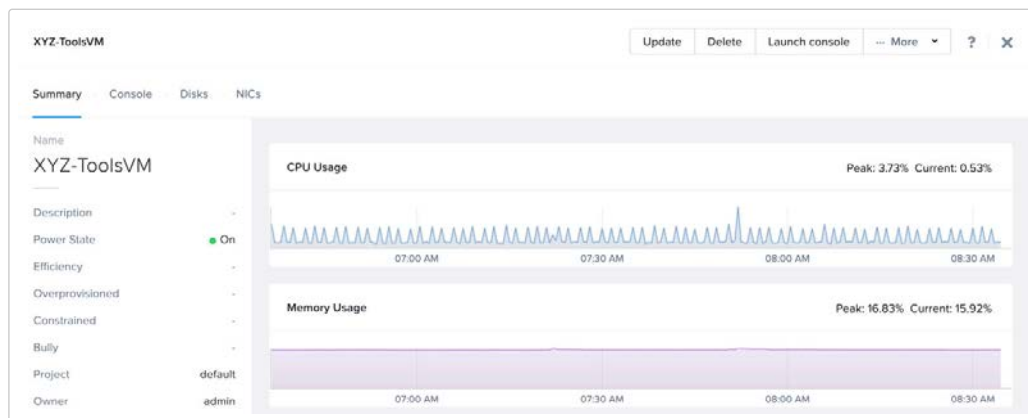 XYZ-ToolsVM
Update Delete Launch console ··· More ?
Summary Console Disks NICs
Name
XYZ-ToolsVM
Description -
Power State On
Efficiency -
Overprovisioned -
Constrained -
Bully -
Project default
Owner admin
CPU Usage Peak: 3.73% Current: 0.53%
07:00 AM 07:30 AM 08:00 AM 08:30 AM
Memory Usage Peak: 16.83% Current: 15.92%
07:00 AM 07:30 AM 08:00 AM 08:30 AM